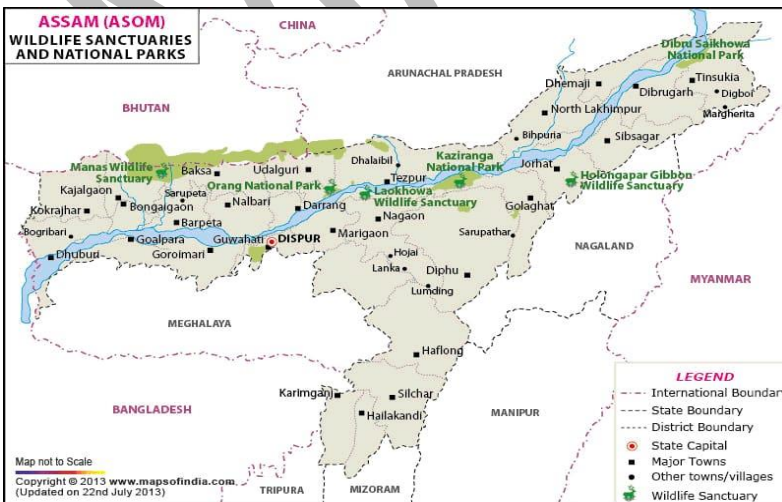 ASSAM (ASOM)
WILDLIFE SANCTUARIES
AND NATIONAL PARKS
CHINA
Dibru Saikhowa
National Park
ARUNACHAL PRADESH
Tinsukia
Dhemaji
Digboi
Dibrugarh
BHUTAN
North Lakhimpur
Margherita
Bihpuria
Sibsagar
Dhalaibil
Kaziranga
National Park
Manas Wildlife
Sanctuary
Baksa
Udalguri
Tezpur
Jorhat
Holongapar Gibbon
Wildlife Sanctuary
Orang National Park
Laokhowa
Wildlife Sanctuary
Kajalgaon
Sarupeta
Kokrajhar
Bongaigaon
Nalbari
Darrang
Golaghat
Barpeta
Nagaon
Bogribari
Goalpara
Guwahati
DISPUR
Marigaon
Sarupathar
Dhuburi
Goroimari
Hojai
NAGALAND
Lanka
Diphu
MYANMAR
Lumding
MEGHALAYA
Haflong
Karimganj
Silchar
BANGLADESH
Hailakandi
MANIPUR
TRIPURA
MIZORAM
LEGEND
International Boundar
State Boundary
District Boundary
State Capital
Major Towns
Other towns/villages
Wildlife Sanctuary
Map not to Scale
Copyright © 2013 www.mapsofindia.com
(Updated on 22nd July 2013)